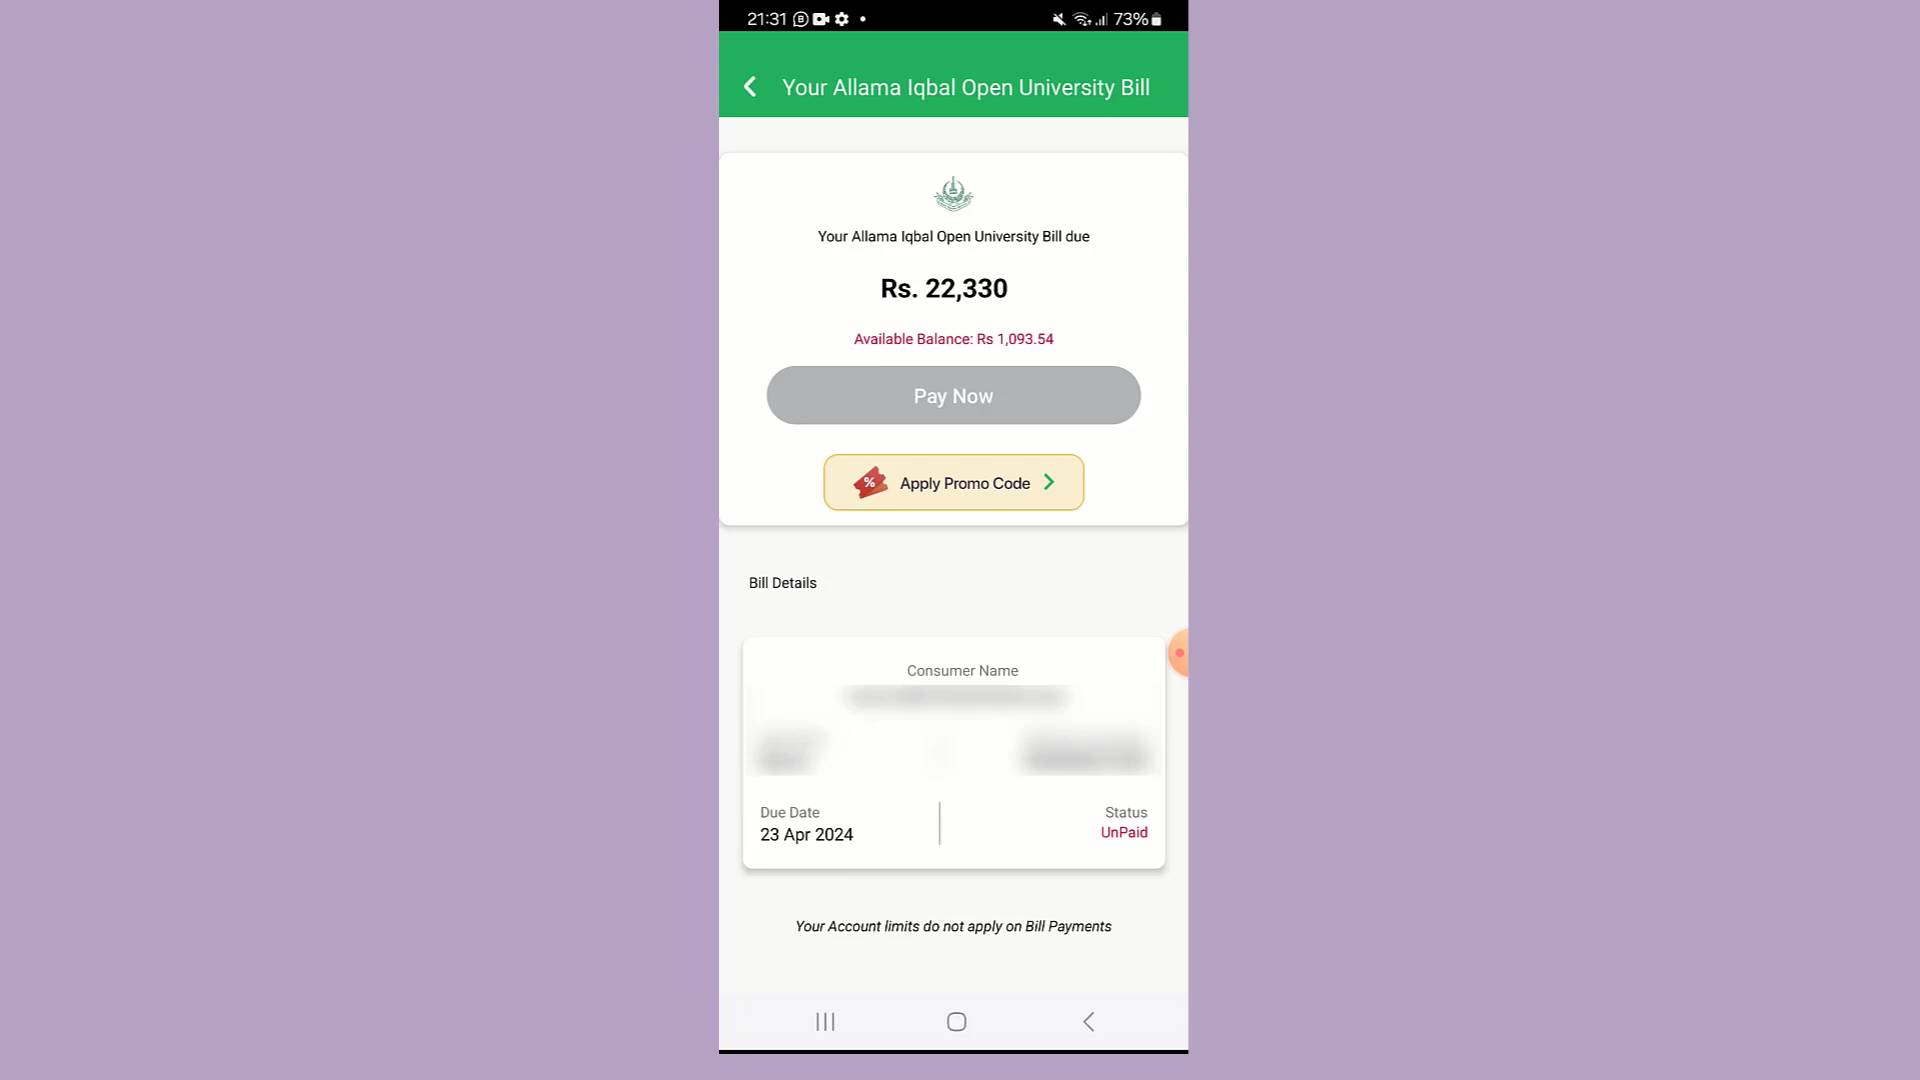 21:31
73%
Your Allama Iqbal Open University Bill
Your Allama Iqbal Open University Bill due
Rs. 22,330
Available Balance: Rs 1,093.54
Pay Now
% Apply Promo Code
Bill Details
Consumer Name
Due Date
Status
23 Apr 2024
UnPaid
Your Account limits do not apply on Bill Payments